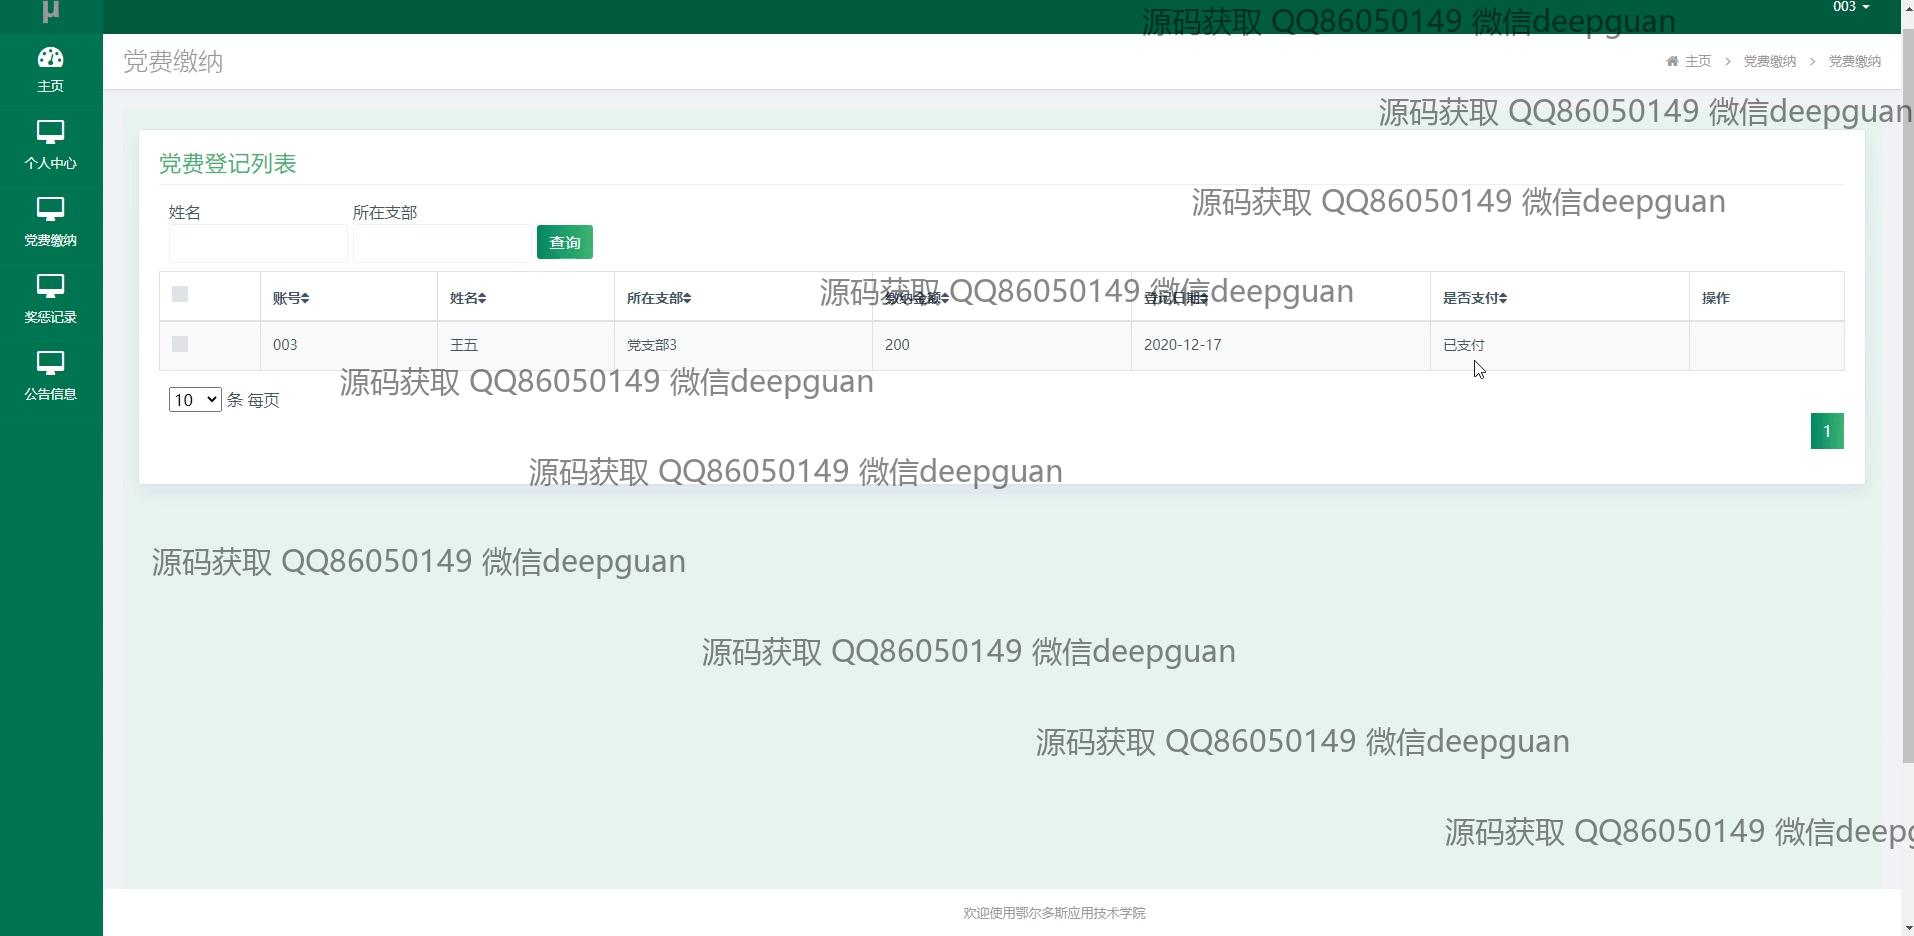 μ
003
源码获取 QQ86050149 微信deepguan
主页
党费缴纳
主页 > 党费缴纳 > 党费缴纳
源码获取 QQ86050149 微信deepguan
个人中心
党费登记列表
源码获取 QQ86050149 微信deepguan
姓名
所在支部
查询
党费缴纳
源码获取 QQ86050149 微信deepguan
账号 姓名 所在支部 缴纳金额 登记日期 是否支付 操作
奖惩记录
003 王五 党支部3 200 2020-12-17 已支付
源码获取 QQ86050149 微信deepguan
公告信息
10 条 每页
1
源码获取 QQ86050149 微信deepguan
源码获取 QQ86050149 微信deepguan
源码获取 QQ86050149 微信deepguan
源码获取 QQ86050149 微信deepguan
源码获取 QQ86050149 微信deepg
欢迎使用鄂尔多斯应用技术学院